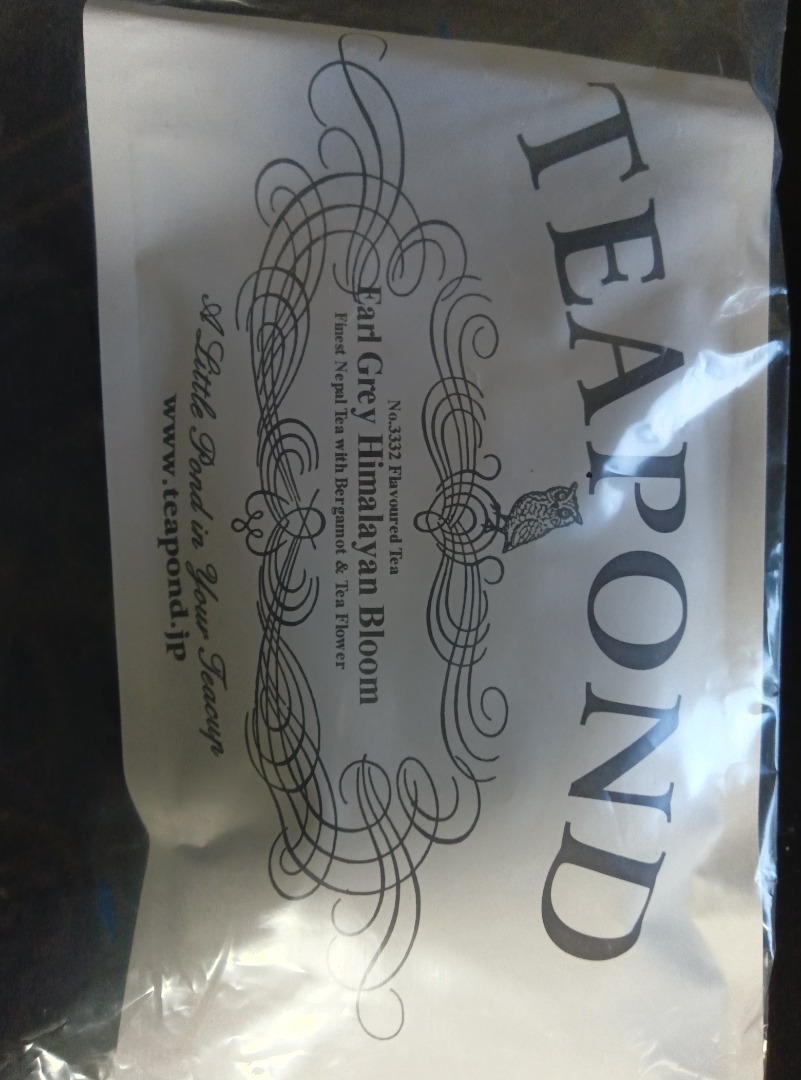 TEAPOND
No.3332 Flavoured Tea
Earl Grey Himalayan Bloom
Finest Nepal Tea with Bergamot & Tea Flower
A Little Pond in Your Teacup
www.teapond.jp